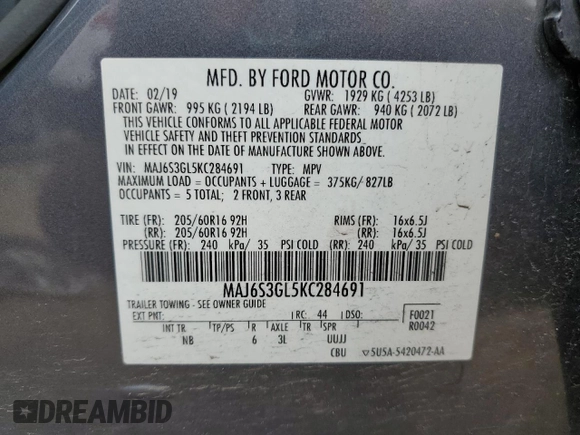 MFD. BY FORD MOTOR CO.
DATE: 02/19 GVWR: 1929 KG ( 4253 LB)
FRONT GAWR: 995 KG ( 2194 LB) REAR GAWR: 940 KG ( 2072 LB)
THIS VEHICLE CONFORMS TO ALL APPLICABLE FEDERAL MOTOR
VEHICLE SAFETY AND THEFT PREVENTION STANDARDS
IN EFFECT ON THE DATE OF MANUFACTURE SHOWN ABOVE.
VIN: MAJ6S3GL5KC284691 TYPE: MPV
MAXIMUM LOAD = OCCUPANTS + LUGGAGE = 375KG/ 827LB
OCCUPANTS = 5 TOTAL; 2 FRONT, 3 REAR
TIRE (FR): 205/60R16 92H RIMS (FR): 16x6.5J
(RR): 205/60R16 92H (RR): 16x6.5J
PRESSURE (FR): 240 kPa/ 35 PSI COLD (RR): 240 kPa/ 35 PSI COLD
MAJ6S3GL5KC284691
TRAILER TOWING - SEE OWNER GUIDE
EXT PNT: RC: 44 DSO: F0021
R0042
INT TR TP/PS R AXLE TR SPR
NB 6 3L UUJJ
CBU SU5A-5420472-AA
DREAMBID